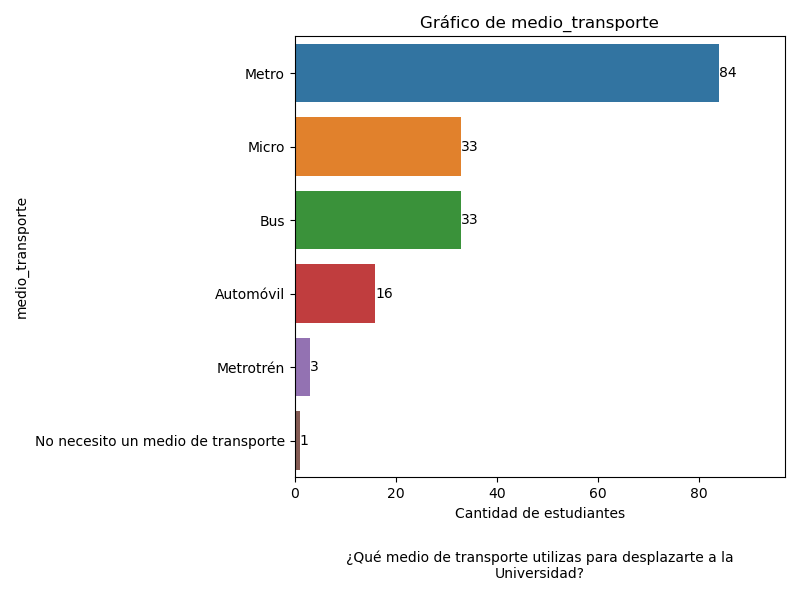 Gráfico de medio_transporte
medio_transporte
Metro
84
Micro
33
Bus
33
Automóvil
16
Metrotrén
3
No necesito un medio de transporte
1
0 20 40 60 80
Cantidad de estudiantes
¿Qué medio de transporte utilizas para desplazarte a la
Universidad?